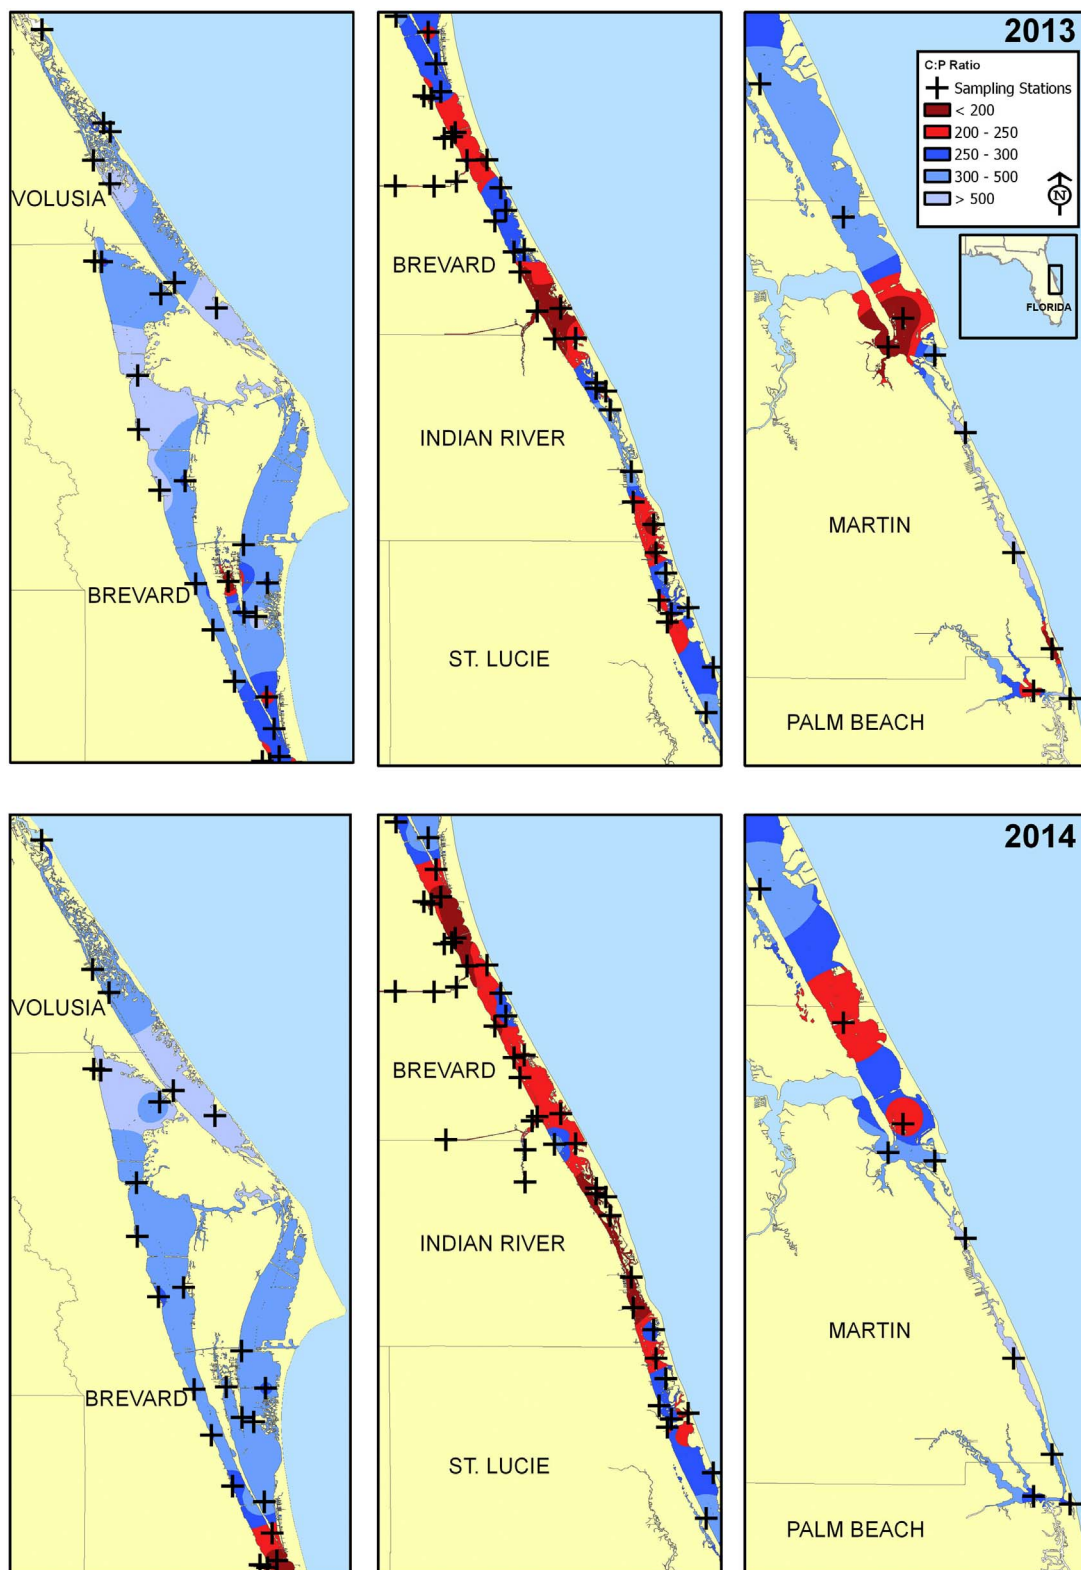 2013
C:P Ratio
Sampling Stations
< 200
200 - 250
250 - 300
300 - 500
> 500
N
FLORIDA
VOLUSIA
BREVARD
BREVARD
INDIAN RIVER
ST. LUCIE
MARTIN
PALM BEACH
2014
VOLUSIA
BREVARD
BREVARD
INDIAN RIVER
ST. LUCIE
MARTIN
PALM BEACH